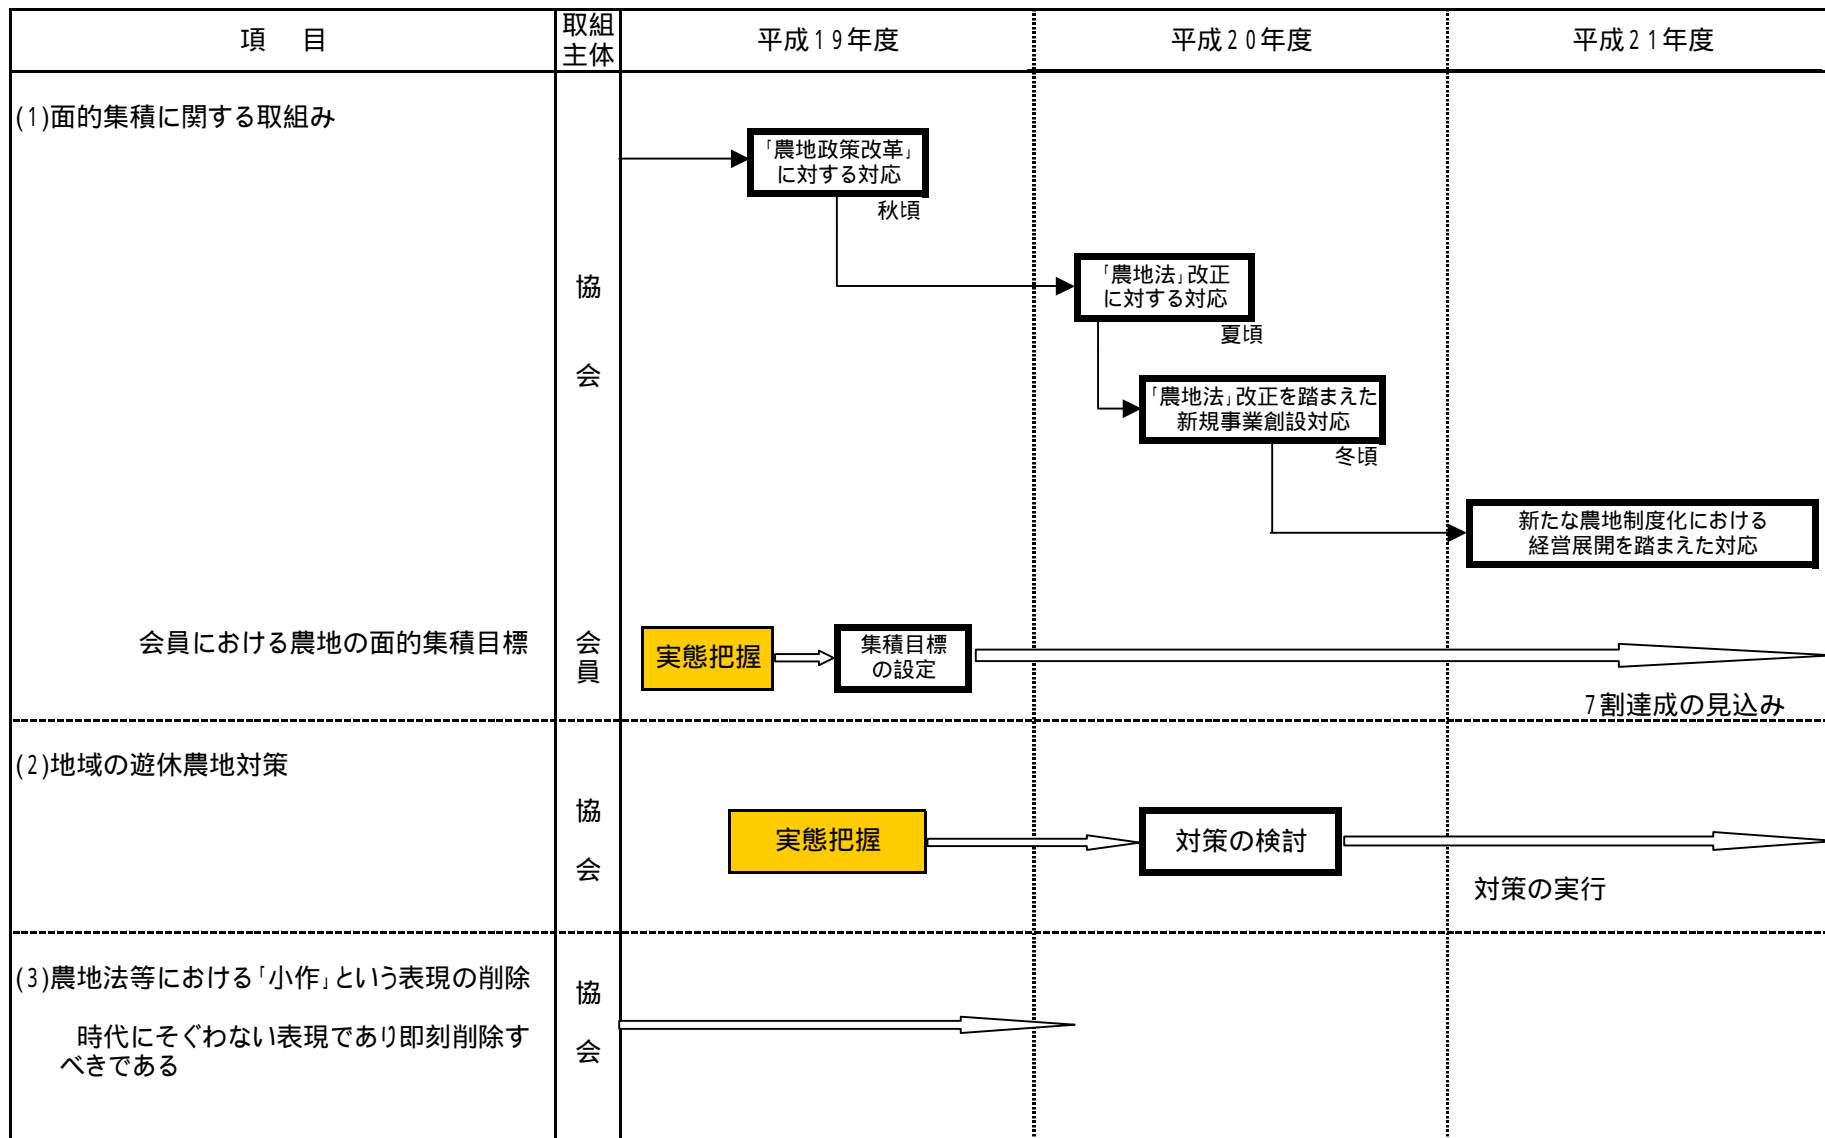 項　目
取組
主体
平成19年度
平成20年度
平成21年度
(1)面的集積に関する取組み
協
会
「農地政策改革」
に対する対応
秋頃
「農地法」改正
に対する対応
夏頃
「農地法」改正を踏まえた
新規事業創設対応
冬頃
新たな農地制度化における
経営展開を踏まえた対応
会員における農地の面的集積目標
会
員
実態把握
集積目標
の設定
7割達成の見込み
(2)地域の遊休農地対策
協
会
実態把握
対策の検討
対策の実行
(3)農地法等における「小作」という表現の削除
時代にそぐわない表現であり即刻削除す
べきである
協
会